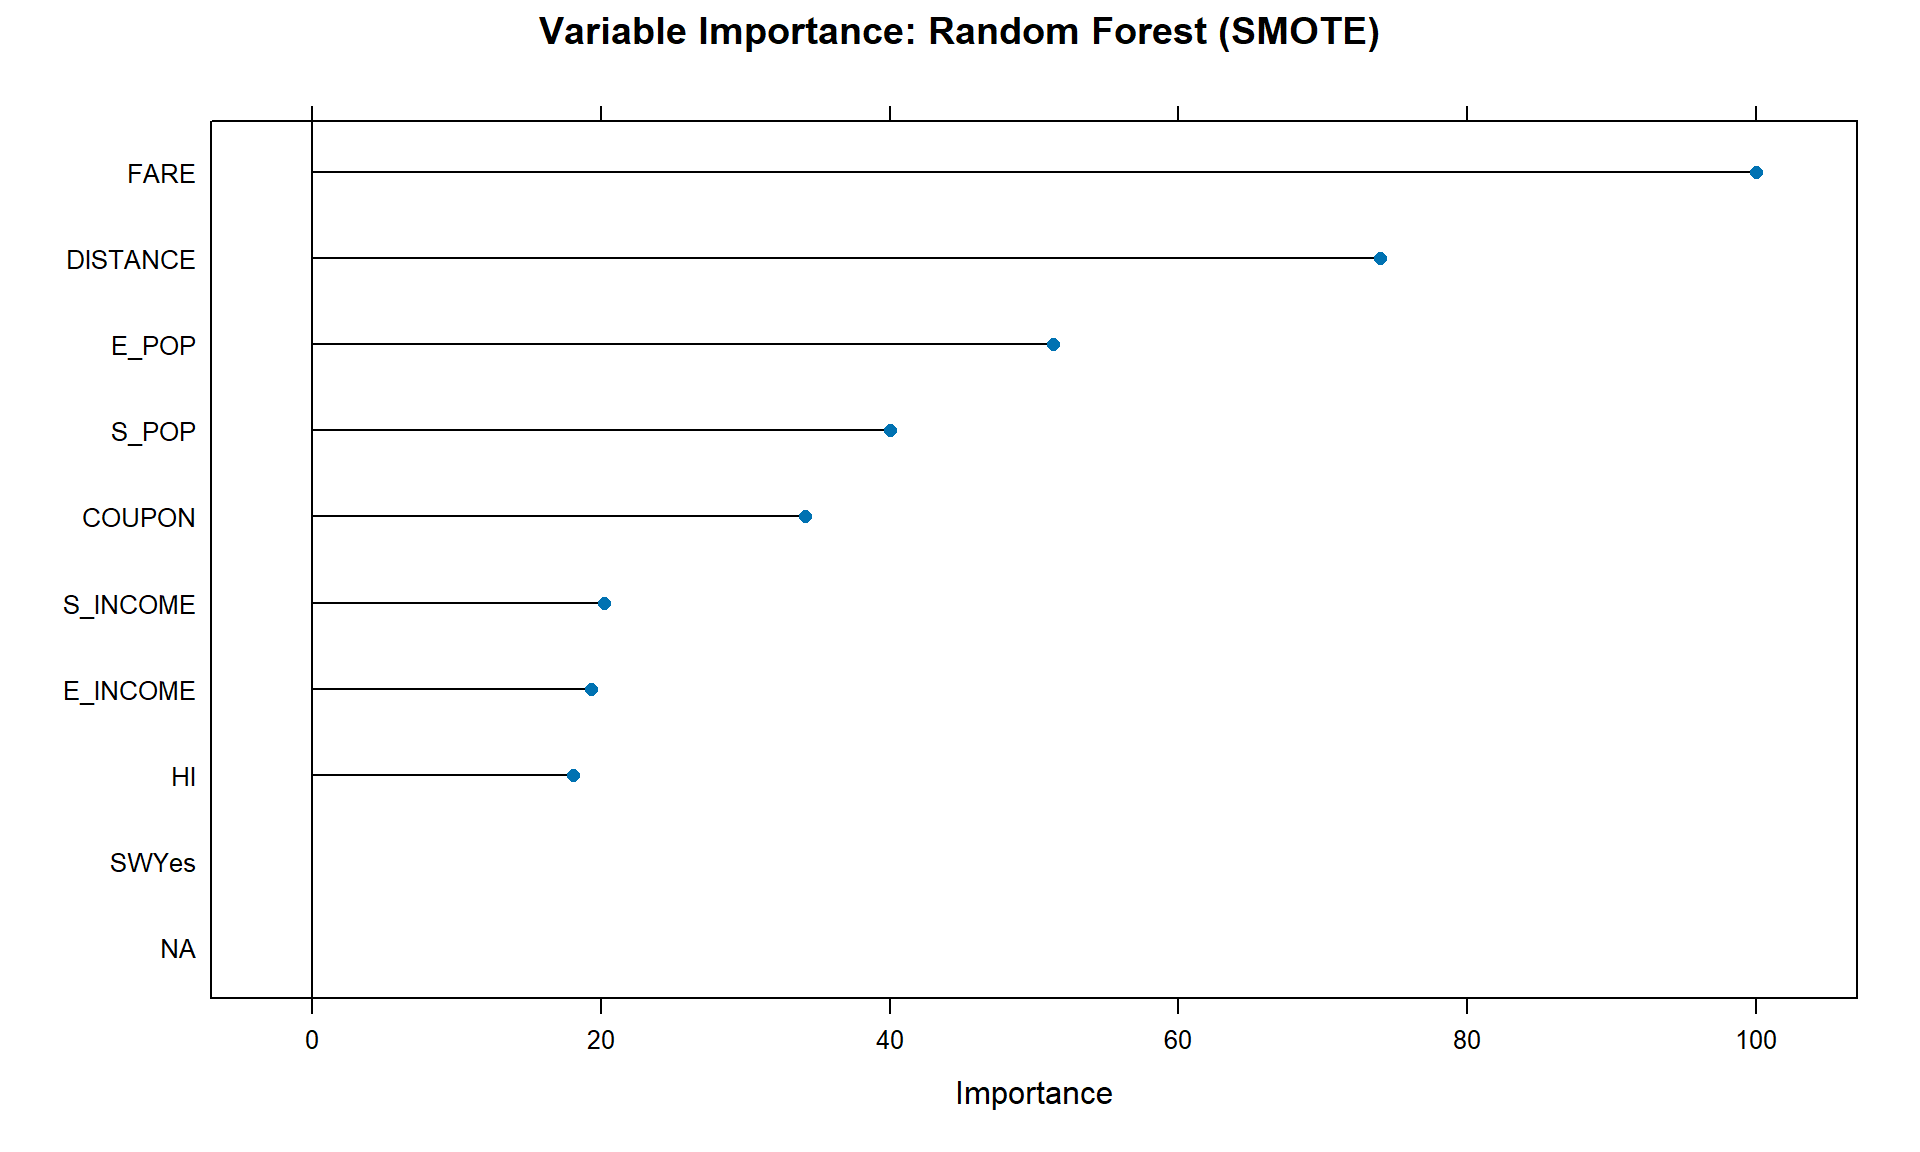 Variable Importance: Random Forest (SMOTE)
FARE
DISTANCE
E_POP
S_POP
COUPON
S_INCOME
E_INCOME
HI
SWYes
NA
0 20 40 60 80 100
Importance